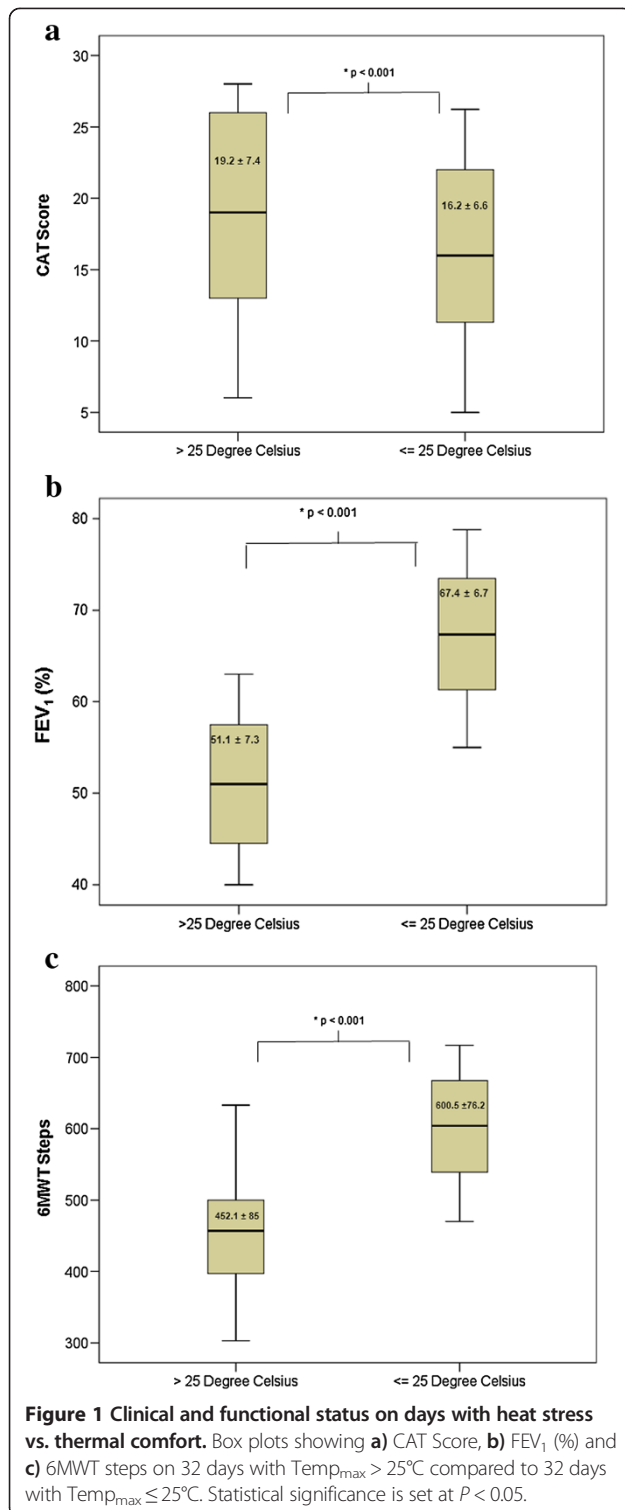 a
30
* p < 0.001
25
19.2 ± 7.4
16.2 ± 6.6
20
CAT Score
15
10
5
> 25 Degree Celsius
<= 25 Degree Celsius
b
80
* p < 0.001
67.4 ± 6.7
70
FEV1 (%)
60
51.1 ± 7.3
50
40
>25 Degree Celsius
<= 25 Degree Celsius
c
800
* p < 0.001
700
600.5 ±76.2
600
6MWT Steps
500
452.1 ± 85
400
300
> 25 Degree Celsius
<= 25 Degree Celsius
Figure 1 Clinical and functional status on days with heat stress
vs. thermal comfort. Box plots showing a) CAT Score, b) FEV1 (%) and
c) 6MWT steps on 32 days with Tempmax > 25°C compared to 32 days
with Tempmax ≤ 25°C. Statistical significance is set at P < 0.05.